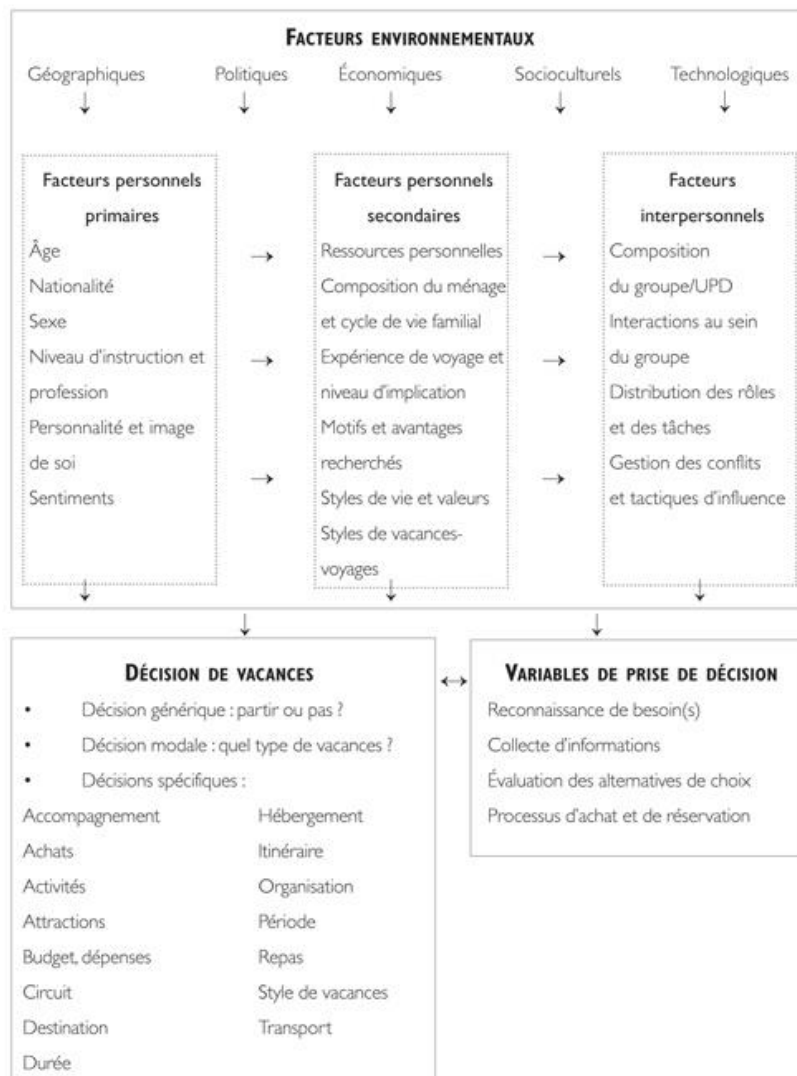 FACTEURS ENVIRONNEMENTAUX
Géographiques Politiques Économiques Socioculturels Technologiques
Facteurs personnels
primaires
Âge
Nationalité
Sexe
Niveau d'instruction et
profession
Personnalité et image
de soi
Sentiments
Facteurs personnels
secondaires
Ressources personnelles
Composition du ménage
et cycle de vie familial
Expérience de voyage et
niveau d'implication
Motifs et avantages
recherchés
Styles de vie et valeurs
Styles de vacances-
voyages
Facteurs
interpersonnels
Composition
du groupe/UPD
Interactions au sein
du groupe
Distribution des rôles
et des tâches
Gestion des conflits
et tactiques d'influence
DÉCISION DE VACANCES
• Décision générique : partir ou pas ?
• Décision modale : quel type de vacances ?
• Décisions spécifiques :
Accompagnement
Achats
Activités
Attractions
Budget, dépenses
Circuit
Destination
Durée
Hébergement
Itinéraire
Organisation
Période
Repas
Style de vacances
Transport
VARIABLES DE PRISE DE DÉCISION
Reconnaissance de besoin(s)
Collecte d'informations
Évaluation des alternatives de choix
Processus d'achat et de réservation